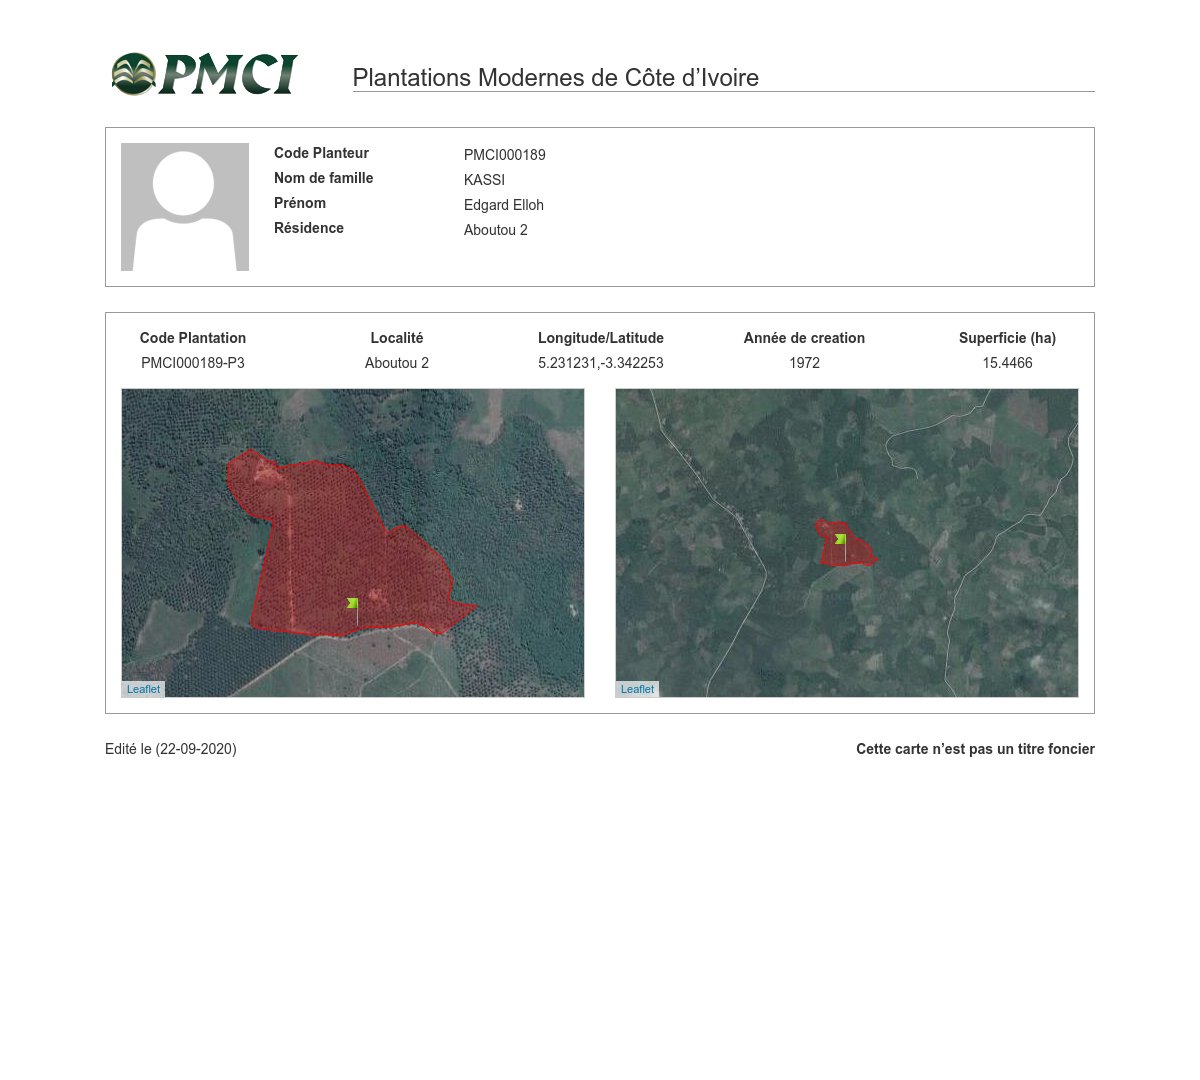 PMCI
Plantations Modernes de Côte d’Ivoire
Code Planteur PMCI000189
Nom de famille KASSI
Prénom Edgard Elloh
Résidence Aboutou 2
Code Plantation Localité Longitude/Latitude Année de creation Superficie (ha)
PMCI000189-P3 Aboutou 2 5.231231,-3.342253 1972 15.4466
Leaflet Leaflet
Edité le (22-09-2020) Cette carte n’est pas un titre foncier